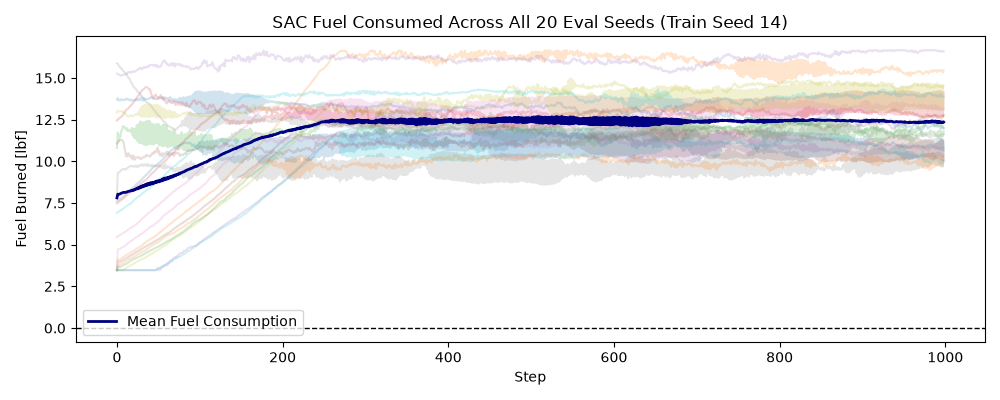 SAC Fuel Consumed Across All 20 Eval Seeds (Train Seed 14)
Fuel Burned [lbf]
15.0
12.5
10.0
7.5
5.0
2.5
0.0
Mean Fuel Consumption
0 200 400 600 800 1000
Step